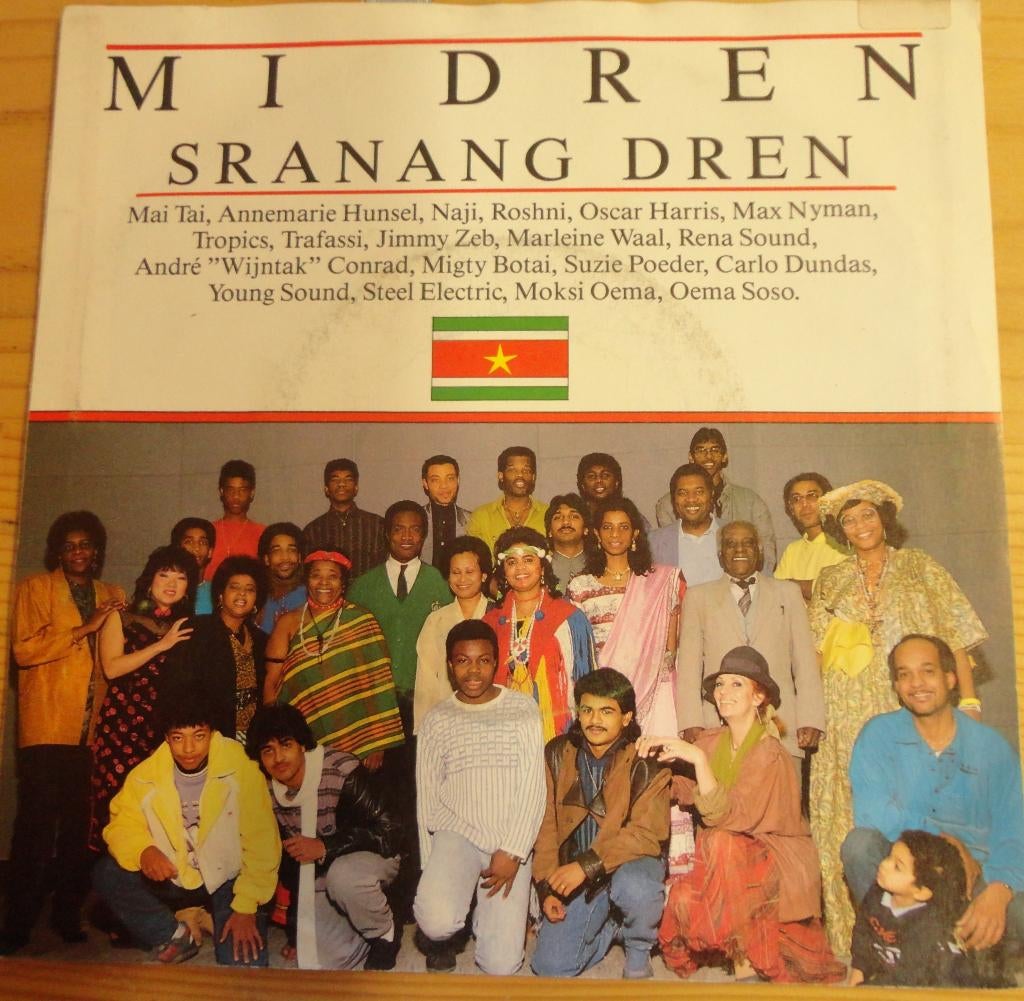 MI DREN
SRANANG DREN
Mai Tai, Annemarie Hunsel, Naji, Roshni, Oscar Harris, Max Nyman,
Tropics, Trafassi, Jimmy Zeb, Marleine Waal, Rena Sound,
André ”Wijntak” Conrad, Migty Botai, Suzie Poeder, Carlo Dundas,
Young Sound, Steel Electric, Moksi Oema, Oema Soso.